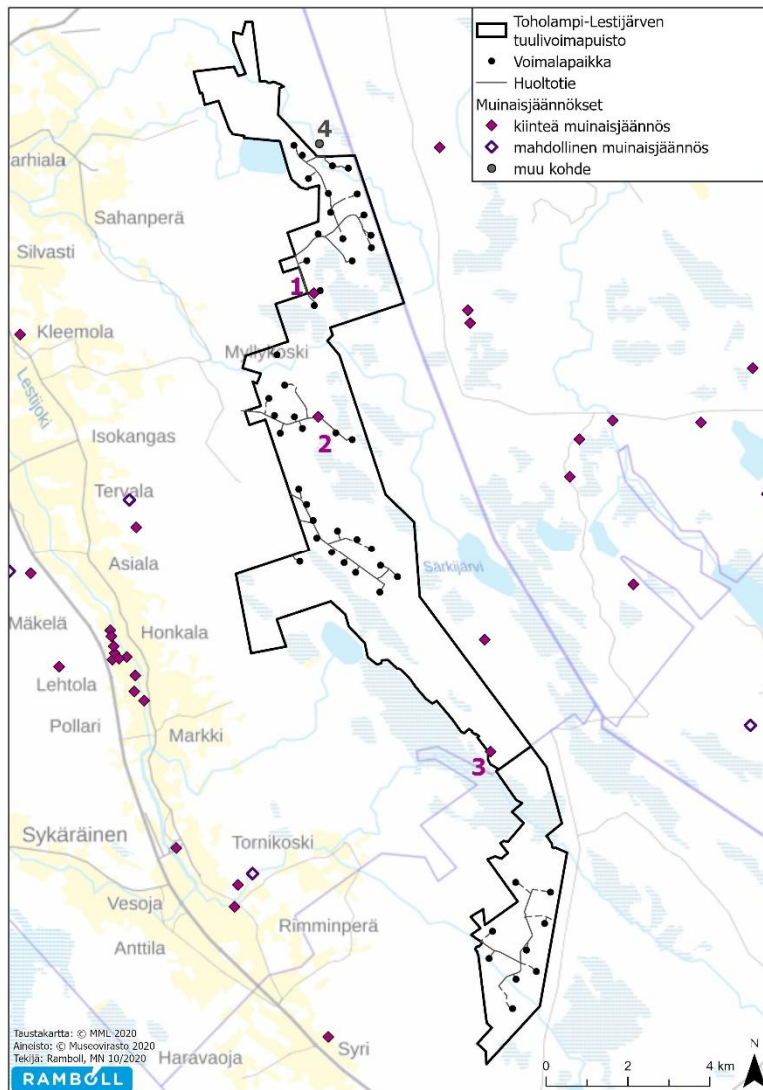 Toholampi-Lestijärven
tuulivoimapuisto
Voimalapaikka
Huoltotie
Muinaisjäännökset
kiinteä muinaisjäännös
mahdollinen muinaisjäännös
muu kohde
4
arhiala
Sahanperä
Silvasti
1
Kleemola
Myllykoski
Lestijoki
Isokangas
2
Tervala
Asiala
Särkijärvi
Mäkelä
Honkala
Lehtola
Pollari
Markki
3
Sykäräinen
Tornikoski
Vesoja
Rimminperä
Anttila
Taustakartta: © MML 2020
Aineisto: © Museovirasto 2020
Tekijä: Ramboll, MN 10/2020
Haravaoja
Syri
RAMBOLL
0 2 4 km
N